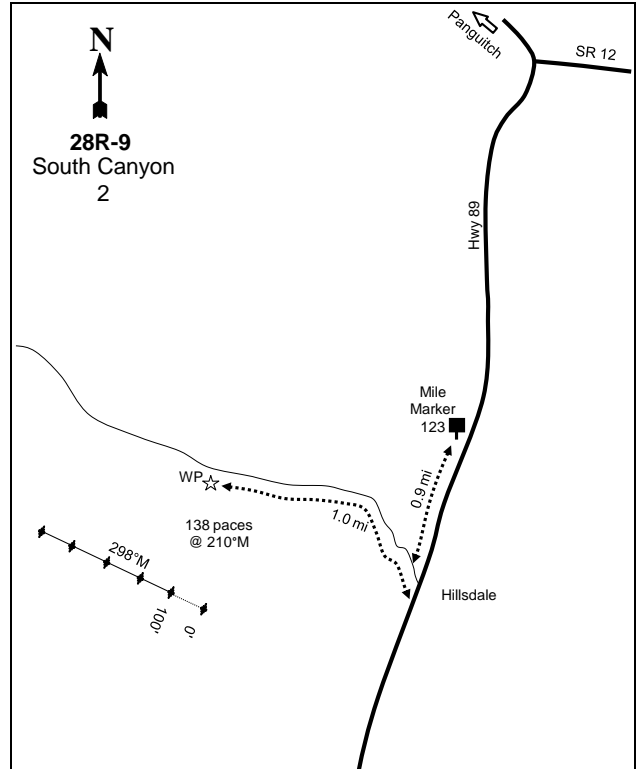 N
28R-9
South Canyon
2
Panguitch
SR 12
Hwy 89
Mile
Marker
123
0.9 mi
WP
1.0 mi
138 paces
@ 210°M
298°M
100'
0'
Hillsdale